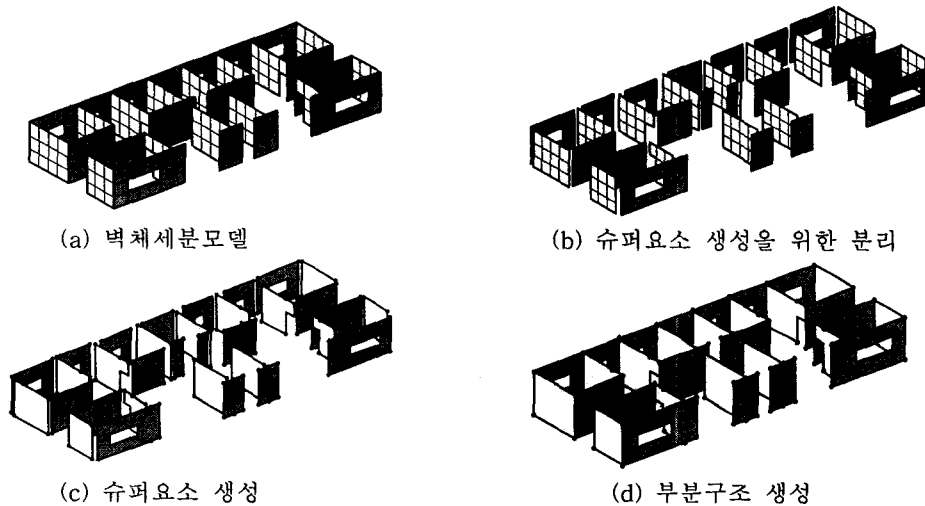 (a) 벽체세분모델
(b) 슈퍼요소 생성을 위한 분리
(c) 슈퍼요소 생성
(d) 부분구조 생성